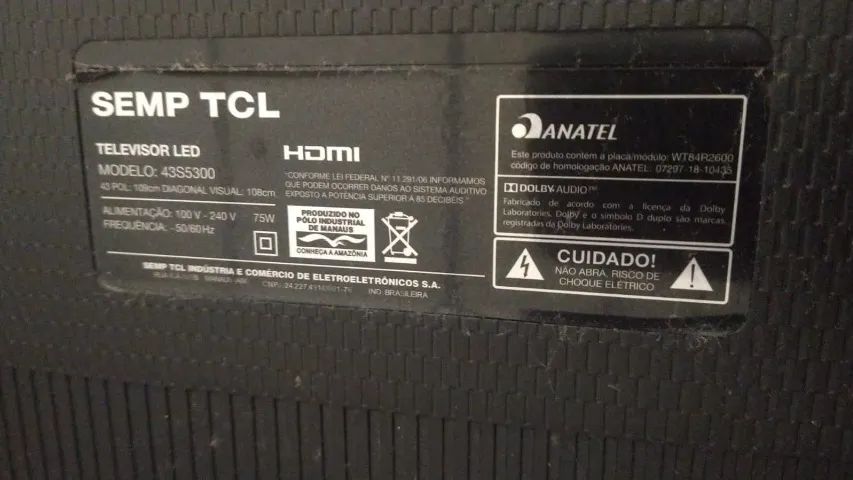 SEMP TCL
TELEVISOR LED
MODELO: 43S5300
43 POL: 109cm DIAGONAL VISUAL: 108cm
ALIMENTAÇÃO: 100 V - 240 V 75W
FREQUÊNCIA: ~50/60 Hz
HDMI
"CONFORME LEI FEDERAL N° 11.291/06 INFORMAMOS
QUE PODEM OCORRER DANOS AO SISTEMA AUDITIVO
EXPOSTO A POTÊNCIA SUPERIOR A 85 DECIBÉIS"
PRODUZIDO NO
PÓLO INDUSTRIAL
DE MANAUS
CONHEÇA A AMAZÔNIA
SEMP TCL INDÚSTRIA E COMÉRCIO DE ELETROELETRÔNICOS S.A.
IND. BRASILEIRA
ANATEL
Este produto contém a placa/módulo: WT84R2600
código de homologação ANATEL: 07297-18-10435
DOLBY AUDIO™
Fabricado de acordo com a licença da Dolby
Laboratories. Dolby e o símbolo D duplo são marcas
registradas da Dolby Laboratories.
CUIDADO!
NÃO ABRA, RISCO DE
CHOQUE ELÉTRICO